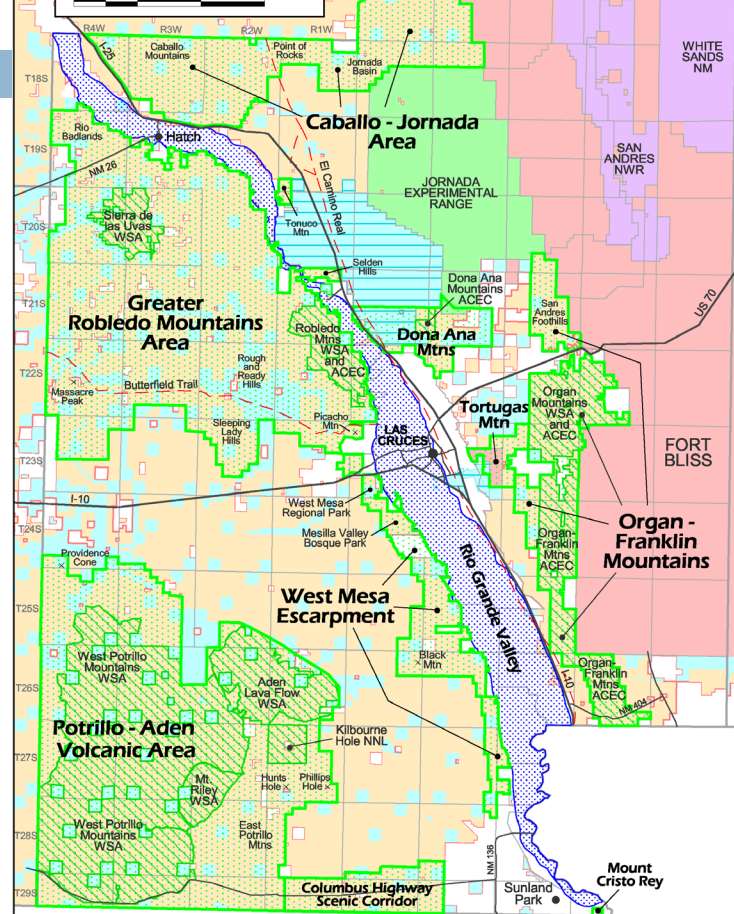 R4W
R3W
R2W
R1W
I-25
Caballo
Mountains
Point of
Rocks
Jornada
Basin
WHITE
SANDS
NM
T18S
Caballo - Jornada
Area
Rio
Badlands
Hatch
T19S
NM 26
SAN
ANDRES
NWR
El Camino Real
JORNADA
EXPERIMENTAL
RANGE
Sierra de
las Uvas
WSA
Tonuco
Mtn
T20S
Selden
Hills
Dona Ana
Mountains
ACEC
US 70
T21S
Greater
Robledo Mountains
Area
San
Andres
Foothills
Robledo
Mtns
WSA
and
ACEC
Dona Ana
Mtns
T22S
Rough
and
Ready
Hills
Butterfield Trail
Massacre
Peak
Organ
Mountains
WSA
and
ACEC
Tortugas
Mtn
Picacho
Mtn
Sleeping
Lady
Hills
LAS
CRUCES
FORT
BLISS
T23S
I-10
West Mesa
Regional Park
Mesilla Valley
Bosque Park
T24S
Organ -
Franklin
Mountains
Organ-
Franklin
Mtns
ACEC
Providence
Cone
Rio Grande Valley
West Mesa
Escarpment
T25S
West Potrillo
Mountains
WSA
Black
Mtn
Organ-
Franklin
Mtns
ACEC
I-10
NM 404
T26S
Aden
Lava Flow
WSA
Potrillo - Aden
Volcanic Area
Kilbourne
Hole NNL
T27S
Mt.
Riley
WSA
Hunts
Hole
Phillips
Hole
West Potrillo
Mountains
WSA
East
Potrillo
Mtns
T28S
NM 136
Columbus Highway
Scenic Corridor
Sunland
Park
Mount
Cristo Rey
T29S